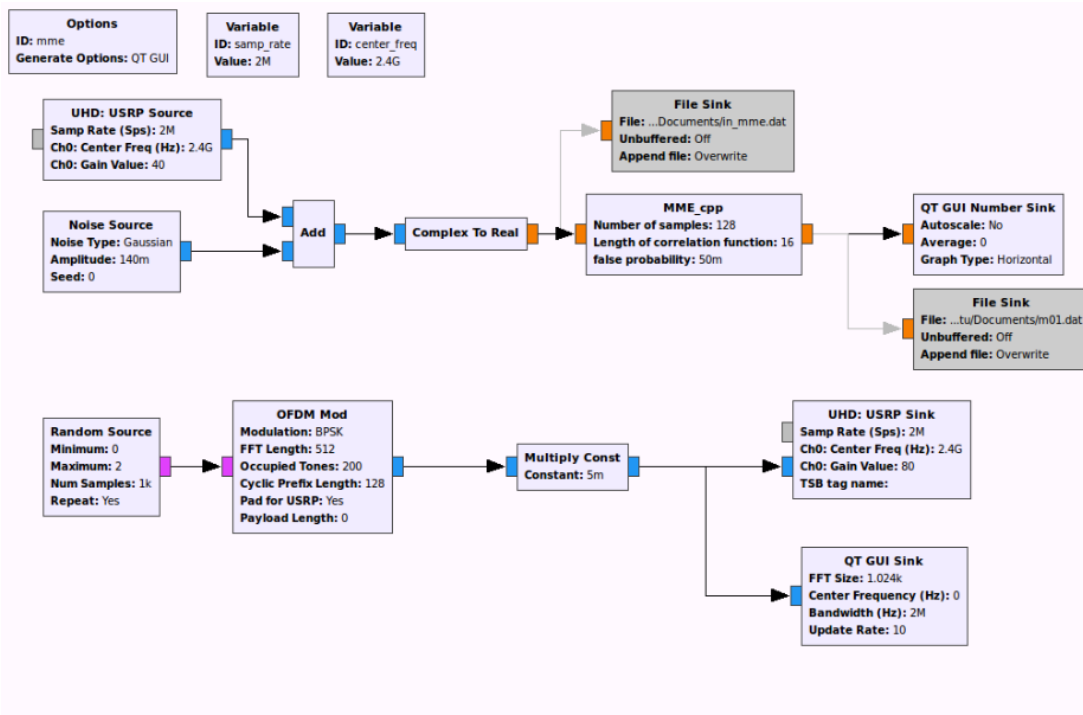 Options
ID: mme
Generate Options: QT GUI
Variable
ID: samp_rate
Value: 2M
Variable
ID: center_freq
Value: 2.4G
UHD: USRP Source
Samp Rate (Sps): 2M
Ch0: Center Freq (Hz): 2.4G
Ch0: Gain Value: 40
Noise Source
Noise Type: Gaussian
Amplitude: 140m
Seed: 0
Add
Complex To Real
File Sink
File: ...Documents/in_mme.dat
Unbuffered: Off
Append file: Overwrite
MME_cpp
Number of samples: 128
Length of correlation function: 16
false probability: 50m
QT GUI Number Sink
Autoscale: No
Average: 0
Graph Type: Horizontal
File Sink
File: ...tu/Documents/m01.dat
Unbuffered: Off
Append file: Overwrite
Random Source
Minimum: 0
Maximum: 2
Num Samples: 1k
Repeat: Yes
OFDM Mod
Modulation: BPSK
FFT Length: 512
Occupied Tones: 200
Cyclic Prefix Length: 128
Pad for USRP: Yes
Payload Length: 0
Multiply Const
Constant: 5m
UHD: USRP Sink
Samp Rate (Sps): 2M
Ch0: Center Freq (Hz): 2.4G
Ch0: Gain Value: 80
TSB tag name:
QT GUI Sink
FFT Size: 1.024k
Center Frequency (Hz): 0
Bandwidth (Hz): 2M
Update Rate: 10